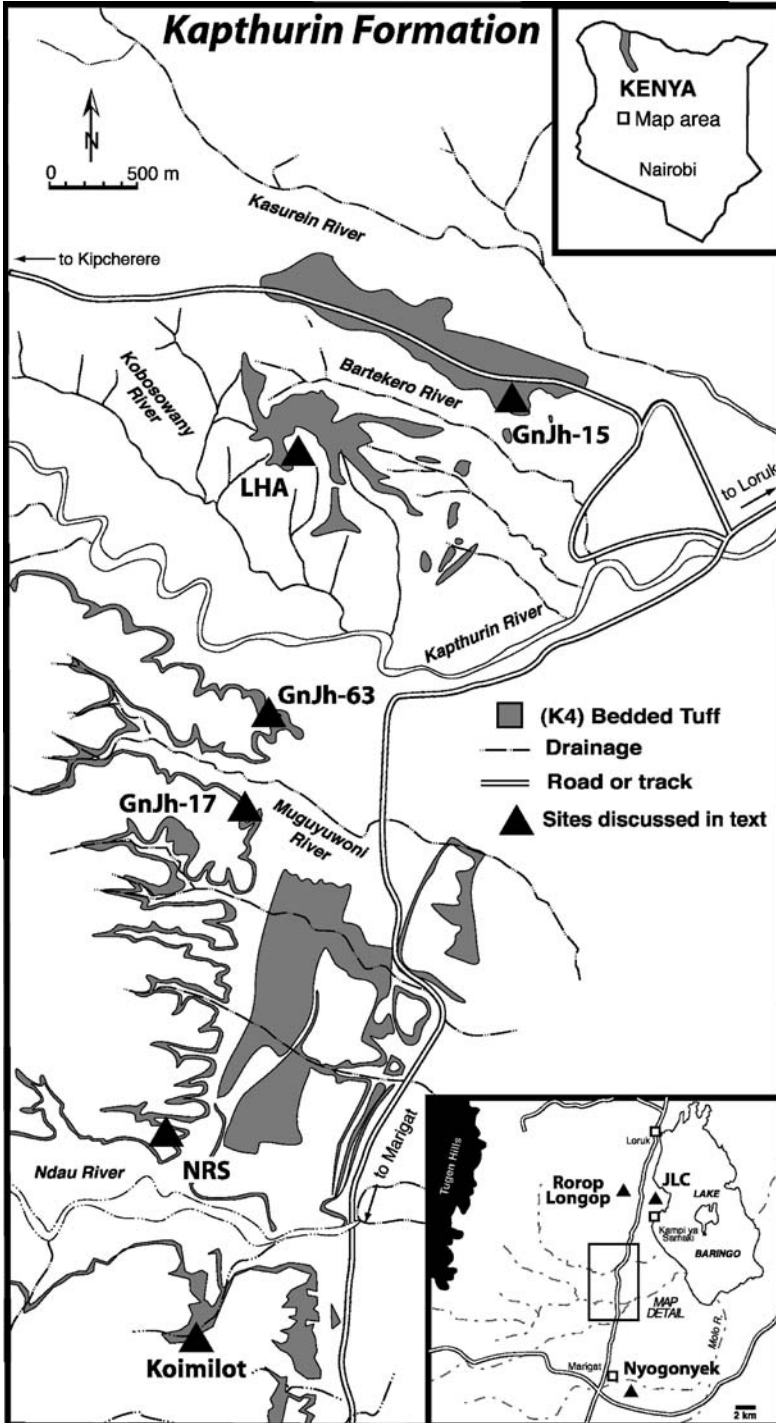 Kapthurin Formation
N
0 500 m
KENYA
Map area
Nairobi
Kasurein River
to Kipcherere
Kobosowany
River
Bartekero River
GnJh-15
LHA
to Loruk
Kapthurin River
GnJh-63
(K4) Bedded Tuff
Drainage
Road or track
Sites discussed in text
GnJh-17
Muguyuwoni
River
NRS
Ndau River
to Marigat
Koimilot
Tugen Hills
Loruk
Rorop
Longop
JLC
LAKE
BARINGO
Kampi ya
Samaki
MAP
DETAIL
Molo R.
Marigat
Nyogonyek
2 km